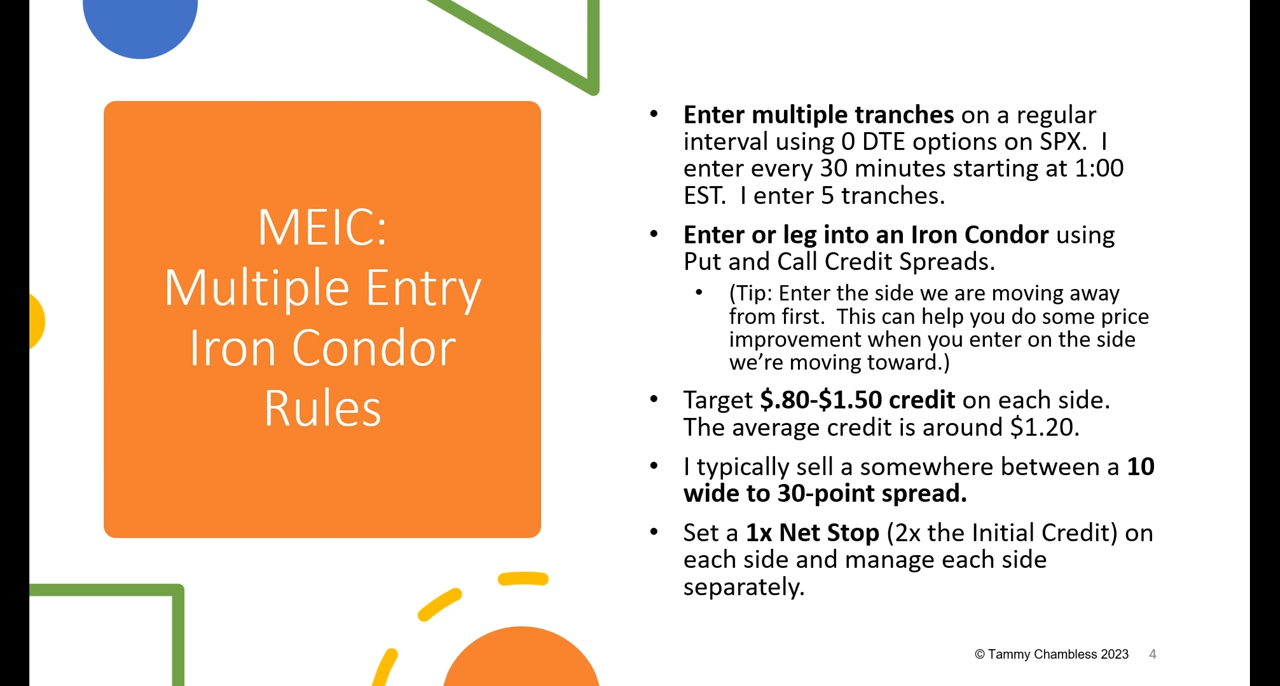 MEIC:
Multiple Entry
Iron Condor
Rules
• Enter multiple tranches on a regular
interval using 0 DTE options on SPX.  I
enter every 30 minutes starting at 1:00
EST.  I enter 5 tranches.
• Enter or leg into an Iron Condor using
Put and Call Credit Spreads.
• (Tip: Enter the side we are moving away
from first.  This can help you do some price
improvement when you enter on the side
we’re moving toward.)
• Target $.80-$1.50 credit on each side.
The average credit is around $1.20.
• I typically sell a somewhere between a 10
wide to 30-point spread.
• Set a 1x Net Stop (2x the Initial Credit) on
each side and manage each side
separately.
© Tammy Chambless 2023 4